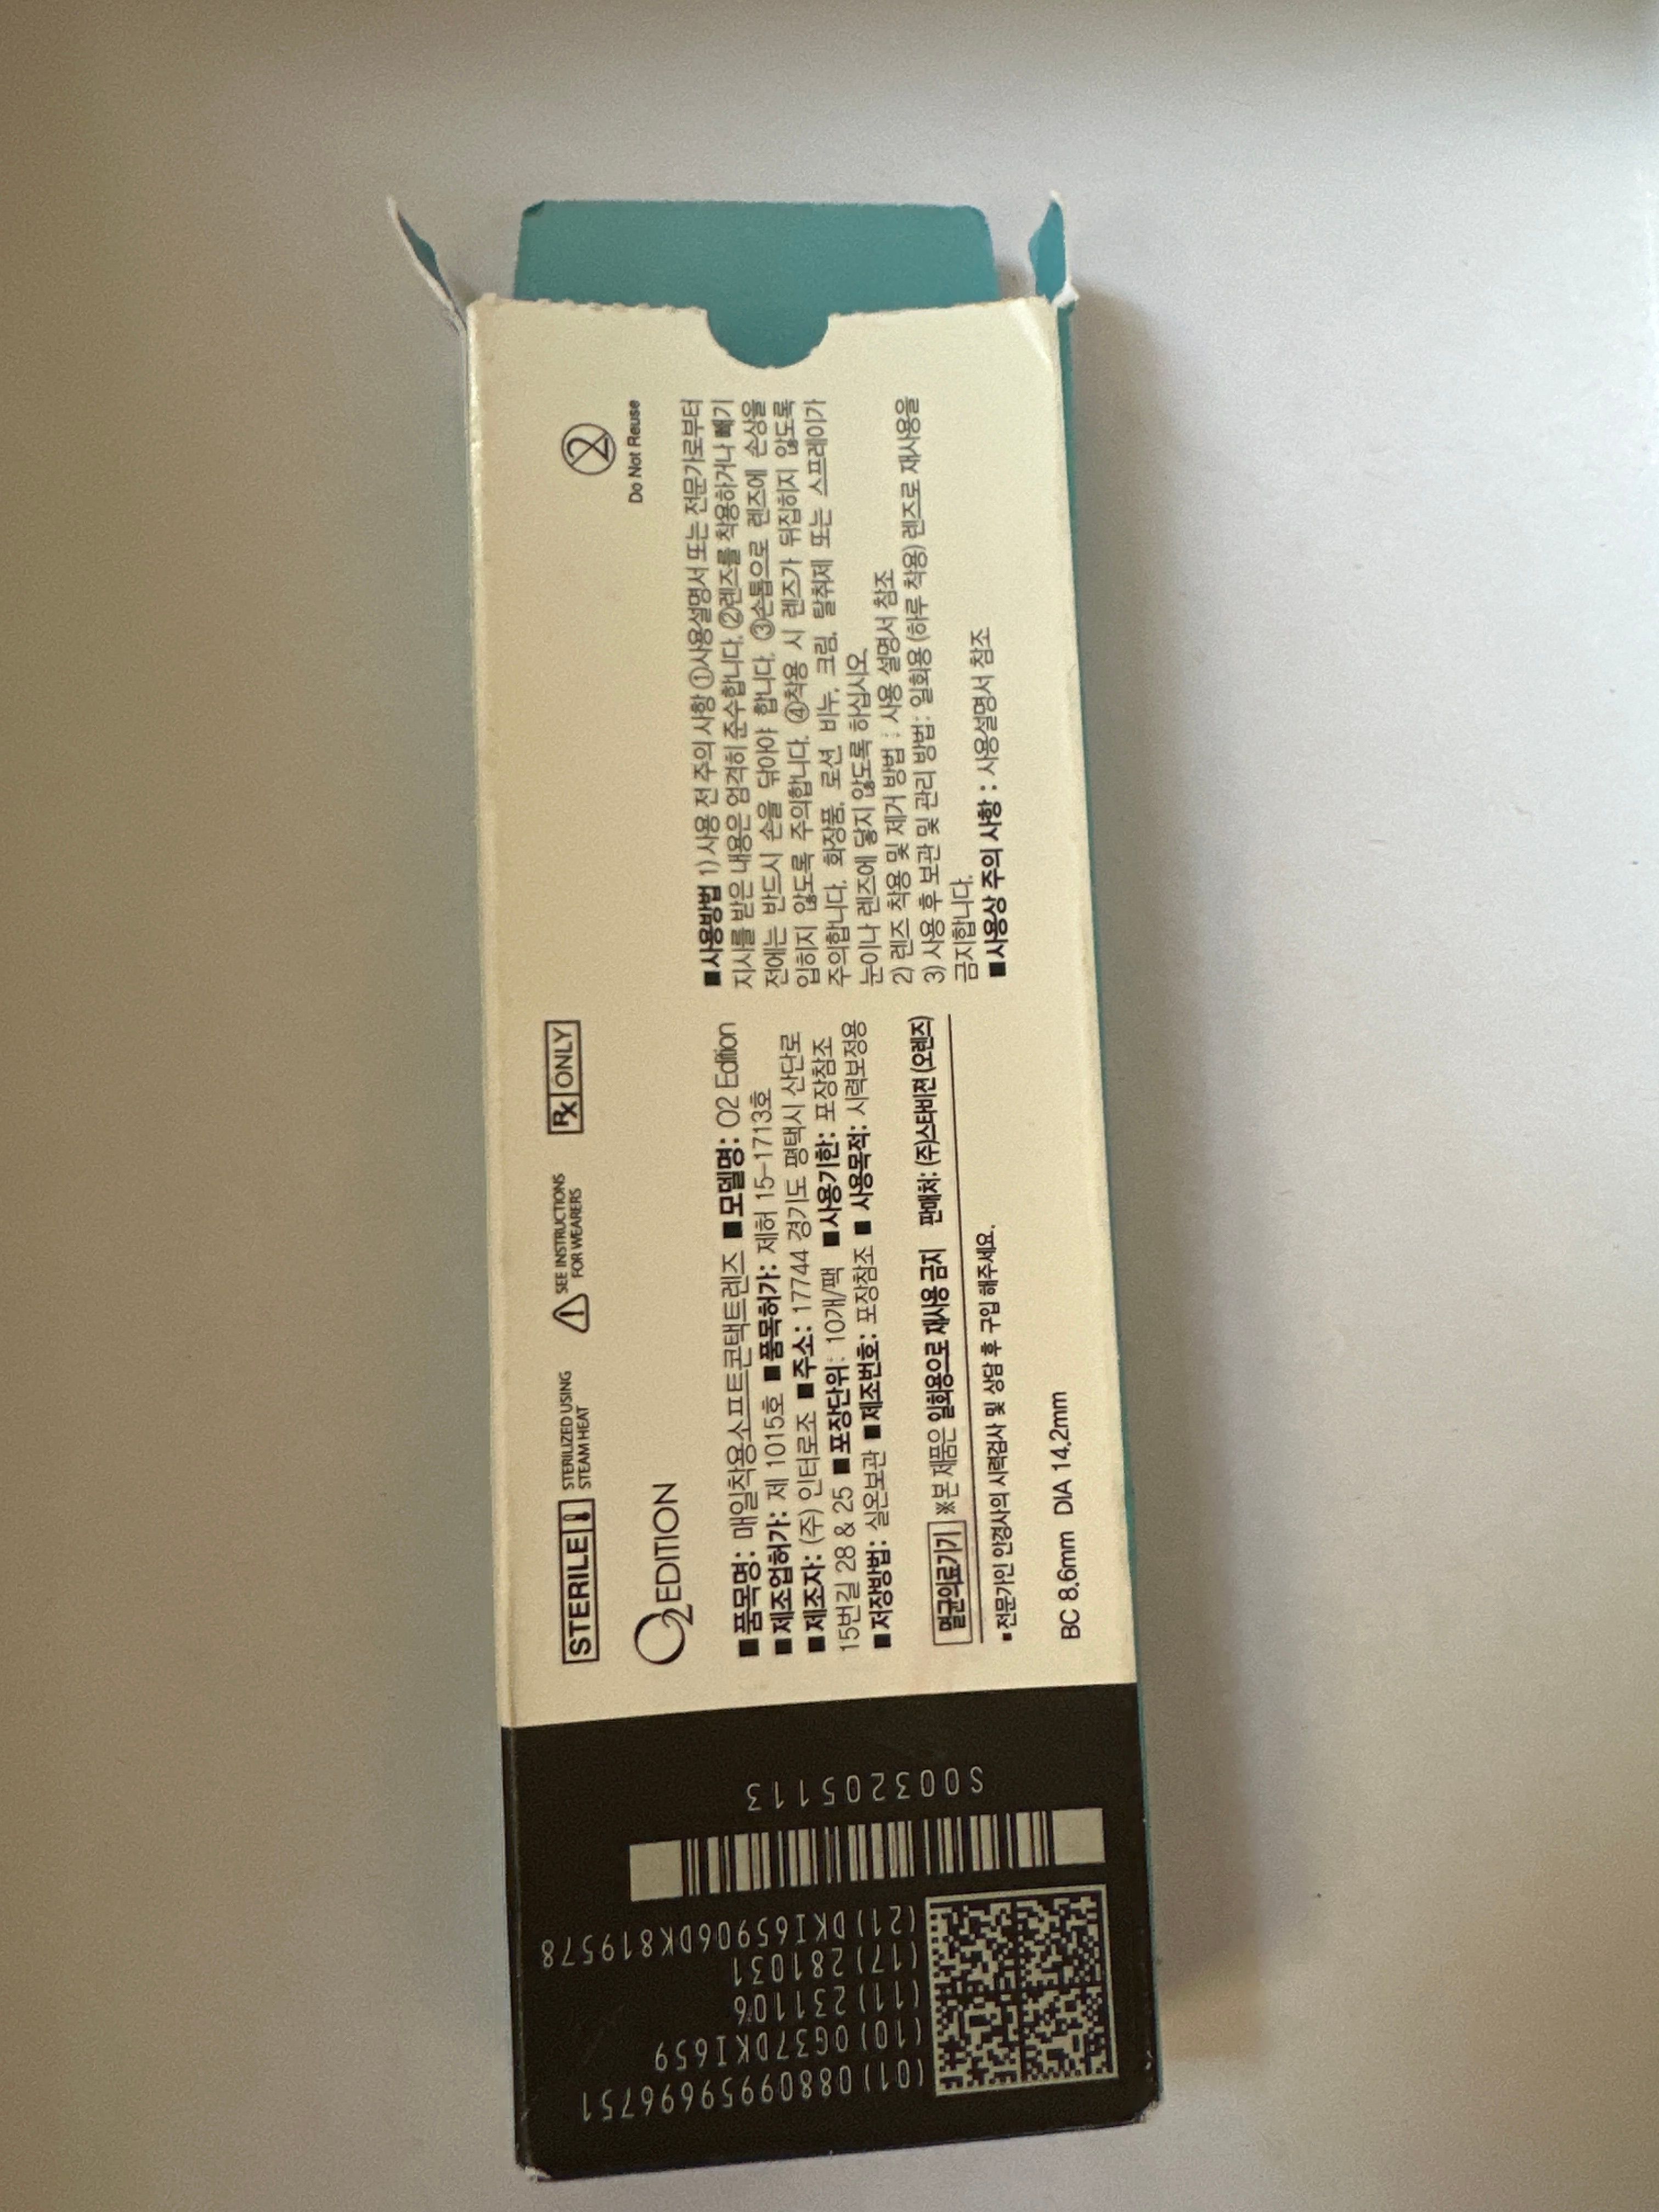 STERILE STERILIZED USING
STEAM HEAT
SEE INSTRUCTIONS
FOR WEARERS
Rx ONLY
Do Not Reuse
O2 EDITION
■품목명: 매일착용소프트콘택트렌즈 ■모델명: O2 Edition
■제조업허가: 제 1015호 ■품목허가: 제허 15-1713호
■제조자: (주) 인터로조 ■주소: 17744 경기도 평택시 산단로
15번길 28 & 25 ■포장단위: 10개/팩 ■사용기한: 포장참조
■저장방법: 실온보관 ■제조번호: 포장참조 ■사용목적: 시력보정용
멸균의료기기 ※본 제품은 일회용으로 재사용 금지 판매처: (주)스타비젼(오렌즈)
▪전문가인 안경사의 시력검사 및 상담 후 구입 해주세요.
BC 8.6mm DIA 14.2mm
■사용방법 1) 사용 전 주의 사항 ①사용설명서 또는 전문가로부터
지시를 받은 내용은 엄격히 준수합니다. ②렌즈를 착용하거나 빼기
전에는 반드시 손을 닦아야 합니다. ③손톱으로 렌즈에 손상을
입히지 않도록 주의합니다. ④착용 시 렌즈가 뒤집히지 않도록
주의합니다. 화장품, 로션 비누, 크림, 탈취제 또는 스프레이가
눈이나 렌즈에 닿지 않도록 하십시오.
2) 렌즈 착용 및 제거 방법 : 사용 설명서 참조
3) 사용 후 보관 및 관리 방법: 일회용 (하루 착용) 렌즈로 재사용을
금지합니다.
■사용상 주의 사항 : 사용설명서 참조
S003205113
(01)08809959696751
(10)0G37DKI659
(11)231106
(17)281031
(21)DKI65906DK819578